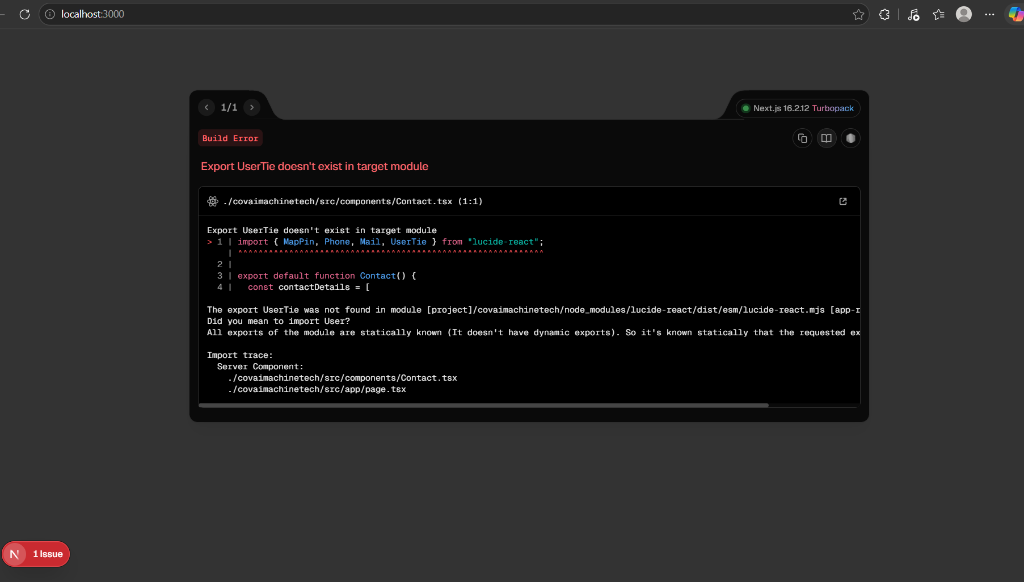 localhost:3000
1/1
Next.js 16.2.12 Turbopack
Build Error
Export UserTie doesn't exist in target module
./covaimachinetech/src/components/Contact.tsx (1:1)
Export UserTie doesn't exist in target module
> 1 | import { MapPin, Phone, Mail, UserTie } from "lucide-react";
| ^^^^^^^^^^^^^^^^^^^^^^^^^^^^^^^^^^^^^^^^^^^^^^^^^^^^^^^^^^^^
2 |
3 | export default function Contact() {
4 |   const contactDetails = [
The export UserTie was not found in module [project]/covaimachinetech/node_modules/lucide-react/dist/esm/lucide-react.mjs [app-r
Did you mean to import User?
All exports of the module are statically known (It doesn't have dynamic exports). So it's known statically that the requested ex
Import trace:
Server Component:
./covaimachinetech/src/components/Contact.tsx
./covaimachinetech/src/app/page.tsx
N 1 Issue